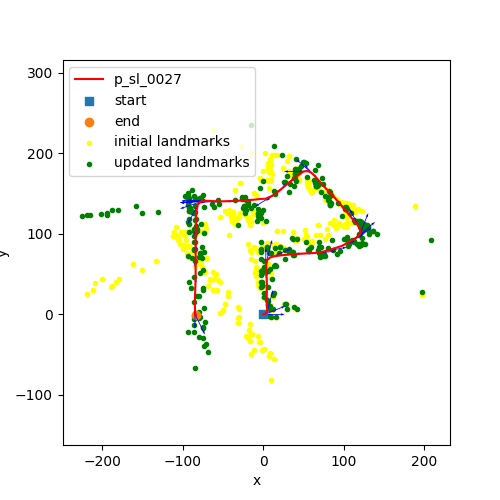 p_sl_0027
start
end
initial landmarks
updated landmarks
300
200
100
0
−100
y
−200
−100
0
100
200
x